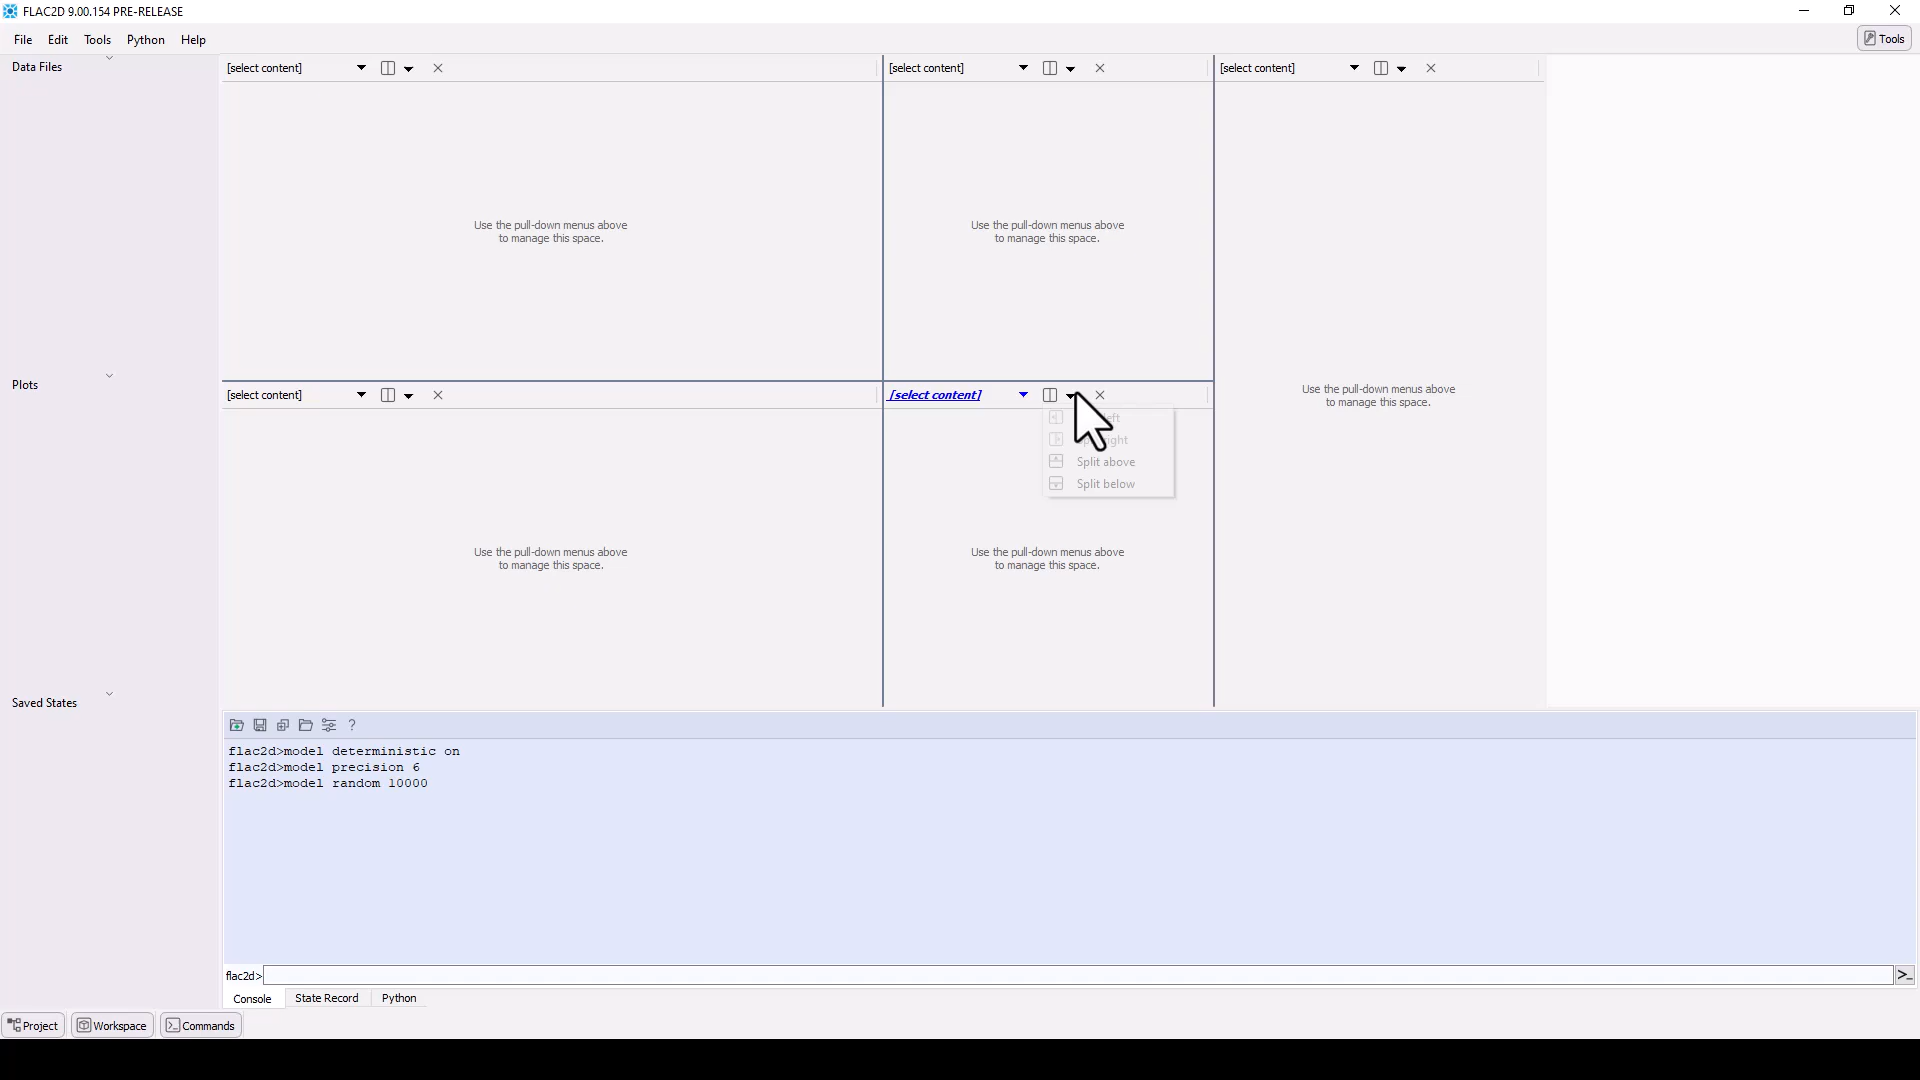 FLAC2D 9.00.154 PRE-RELEASE
File Edit Tools Python Help
Tools
Data Files
[select content]
[select content]
[select content]
Use the pull-down menus above
to manage this space.
Use the pull-down menus above
to manage this space.
Use the pull-down menus above
to manage this space.
Plots
[select content]
[select content]
Split above
Split below
Use the pull-down menus above
to manage this space.
Use the pull-down menus above
to manage this space.
Saved States
flac2d>model deterministic on
flac2d>model precision 6
flac2d>model random 10000
flac2d>
Console State Record Python
Project Workspace Commands